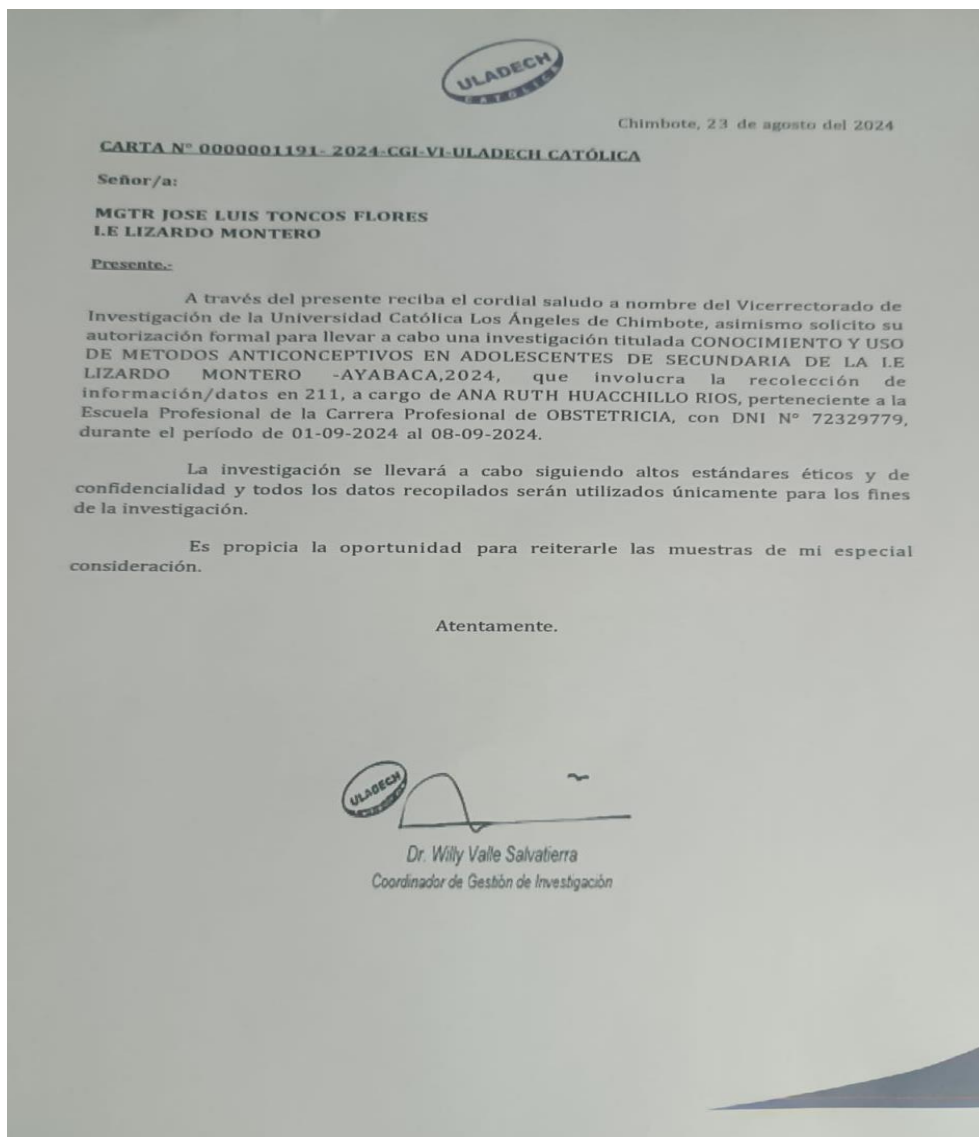 ULADECH
CATÓLICA
Chimbote, 23 de agosto del 2024
CARTA N° 0000001191- 2024-CGI-VI-ULADECH CATÓLICA
Señor/a:
MGTR JOSE LUIS TONCOS FLORES
I.E LIZARDO MONTERO
Presente.-
A través del presente reciba el cordial saludo a nombre del Vicerrectorado de
Investigación de la Universidad Católica Los Ángeles de Chimbote, asimismo solicito su
autorización formal para llevar a cabo una investigación titulada CONOCIMIENTO Y USO
DE METODOS ANTICONCEPTIVOS EN ADOLESCENTES DE SECUNDARIA DE LA I.E
LIZARDO MONTERO -AYABACA,2024, que involucra la recolección de
información/datos en 211, a cargo de ANA RUTH HUACCHILLO RIOS, perteneciente a la
Escuela Profesional de la Carrera Profesional de OBSTETRICIA, con DNI N° 72329779,
durante el período de 01-09-2024 al 08-09-2024.
La investigación se llevará a cabo siguiendo altos estándares éticos y de
confidencialidad y todos los datos recopilados serán utilizados únicamente para los fines
de la investigación.
Es propicia la oportunidad para reiterarle las muestras de mi especial
consideración.
Atentamente.
ULADECH
Dr. Willy Valle Salvatierra
Coordinador de Gestión de Investigación